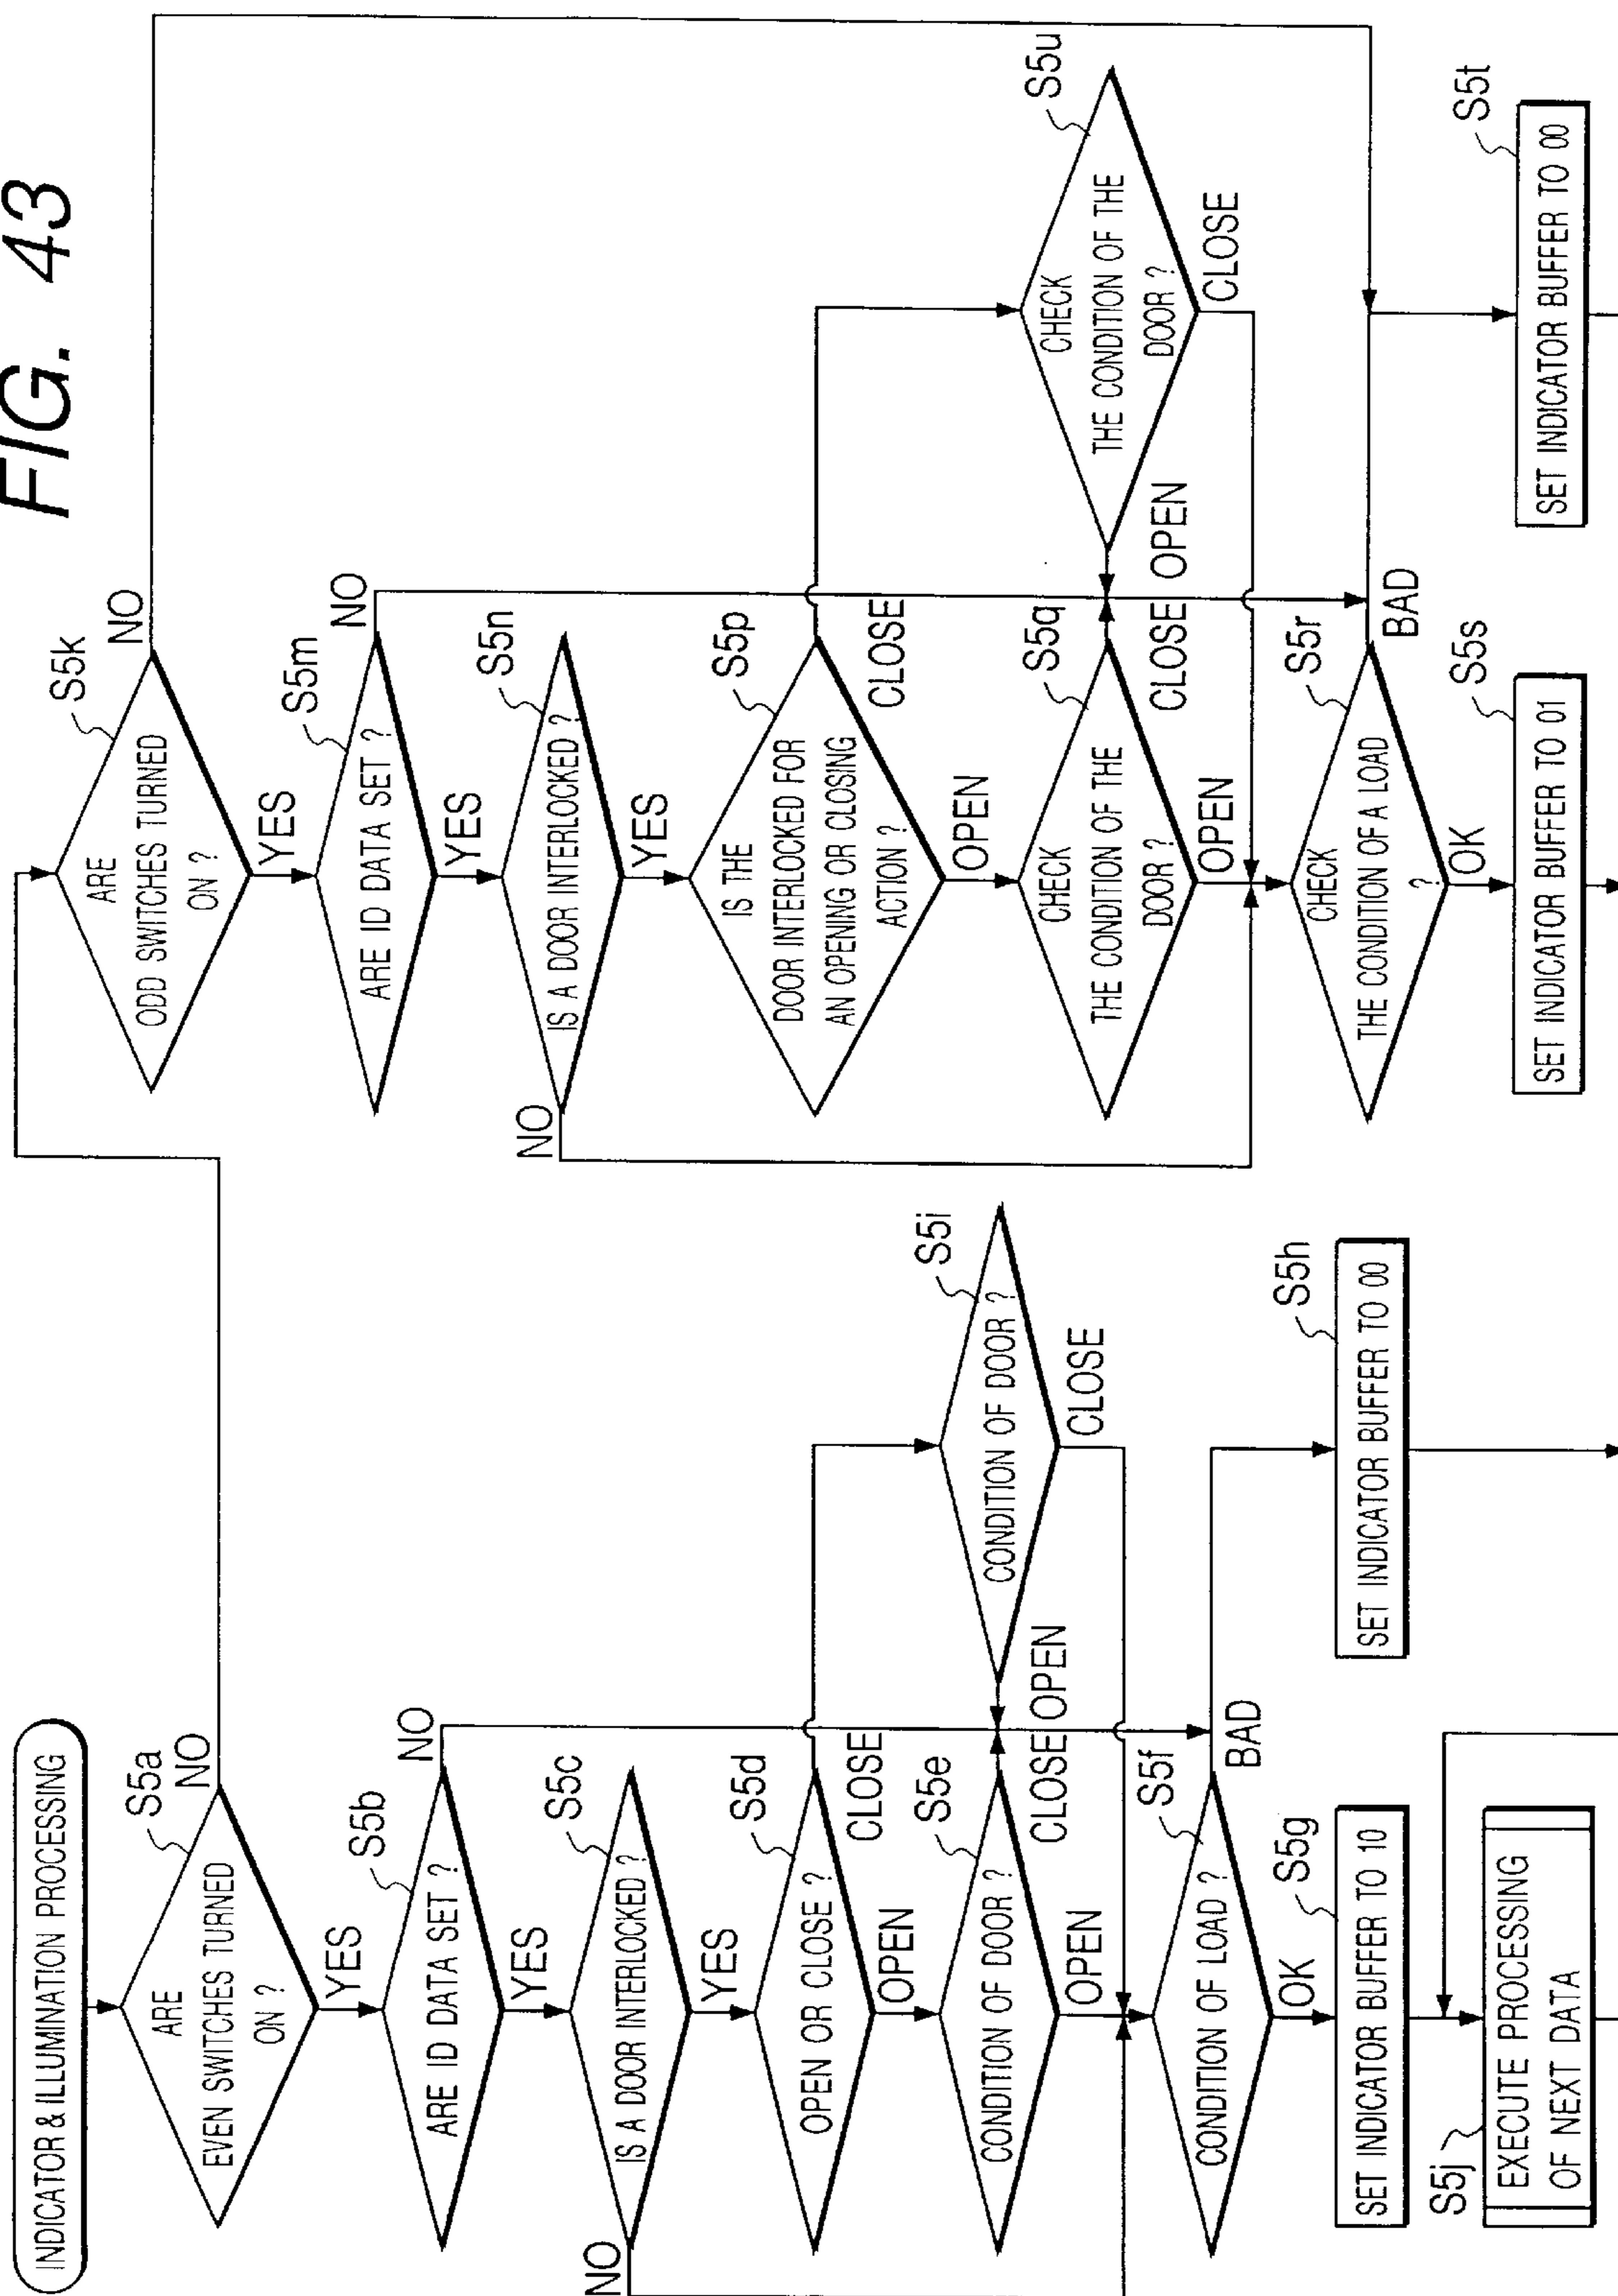 FIG. 43
INDICATOR & ILLUMINATION PROCESSING
S5a
ARE
EVEN SWITCHES TURNED
ON ?
NO
YES
S5b
ARE ID DATA SET ?
NO
YES
S5c
IS A DOOR INTERLOCKED ?
NO
YES
S5d
OPEN OR CLOSE ?
CLOSE
OPEN
S5e
CONDITION OF DOOR ?
CLOSE
OPEN
S5i
CONDITION OF DOOR ?
OPEN
CLOSE
S5f
CONDITION OF LOAD ?
BAD
OK
S5g
SET INDICATOR BUFFER TO 10
S5h
SET INDICATOR BUFFER TO 00
S5j
EXECUTE PROCESSING
OF NEXT DATA
S5k
ARE
ODD SWITCHES TURNED
ON ?
NO
YES
S5m
ARE ID DATA SET ?
NO
YES
S5n
IS A DOOR INTERLOCKED ?
NO
YES
S5p
IS THE
DOOR INTERLOCKED FOR
AN OPENING OR CLOSING
ACTION ?
CLOSE
OPEN
S5q
CHECK
THE CONDITION OF THE
DOOR ?
CLOSE
OPEN
S5u
CHECK
THE CONDITION OF THE
DOOR ?
OPEN
CLOSE
S5r
CHECK
THE CONDITION OF A LOAD
?
BAD
OK
S5s
SET INDICATOR BUFFER TO 01
S5t
SET INDICATOR BUFFER TO 00